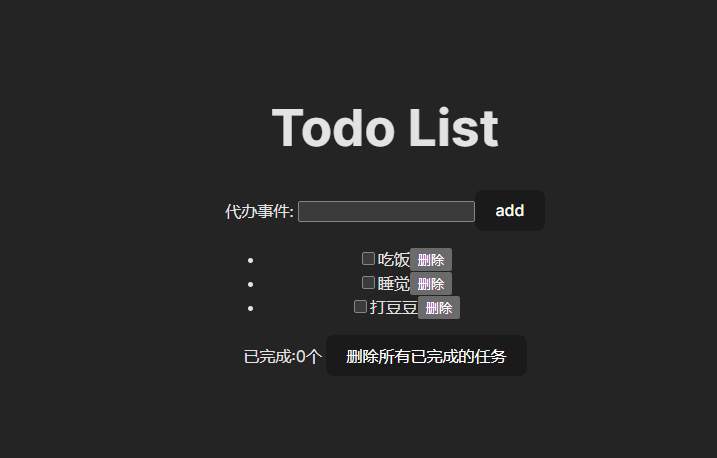 Todo List
代办事件: add
吃饭删除
睡觉删除
打豆豆删除
已完成:0个 删除所有已完成的任务